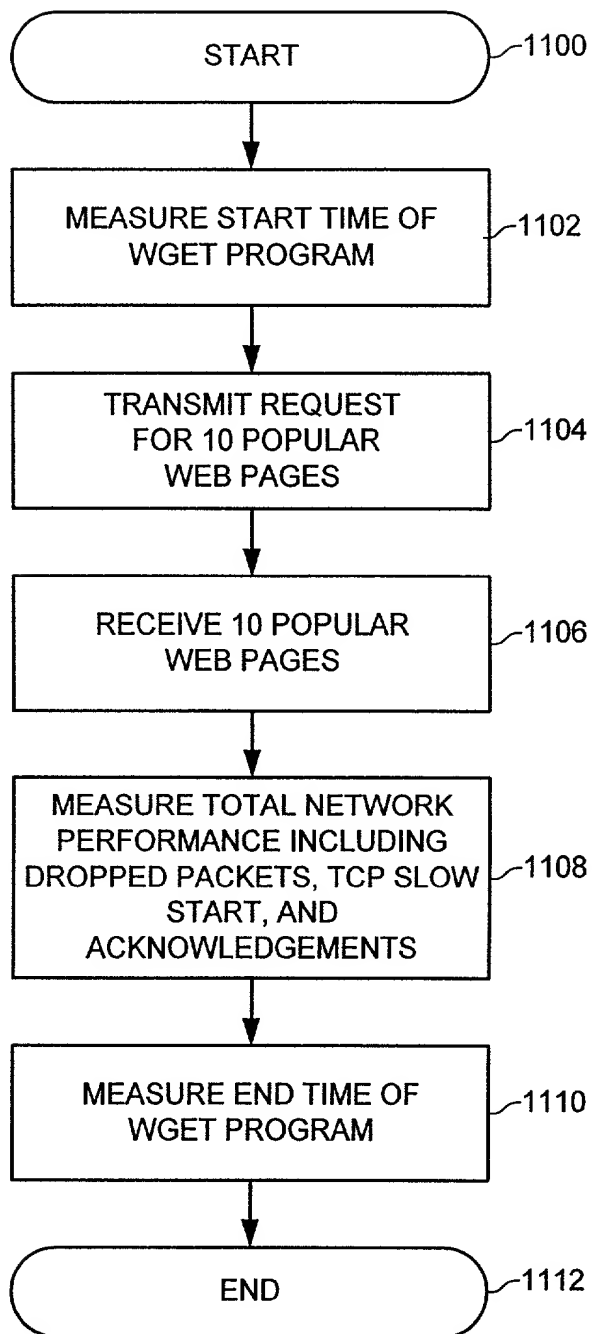 START
1100
MEASURE START TIME OF
WGET PROGRAM
1102
TRANSMIT REQUEST
FOR 10 POPULAR
WEB PAGES
1104
RECEIVE 10 POPULAR
WEB PAGES
1106
MEASURE TOTAL NETWORK
PERFORMANCE INCLUDING
DROPPED PACKETS, TCP SLOW
START, AND
ACKNOWLEDGEMENTS
1108
MEASURE END TIME OF
WGET PROGRAM
1110
END
1112